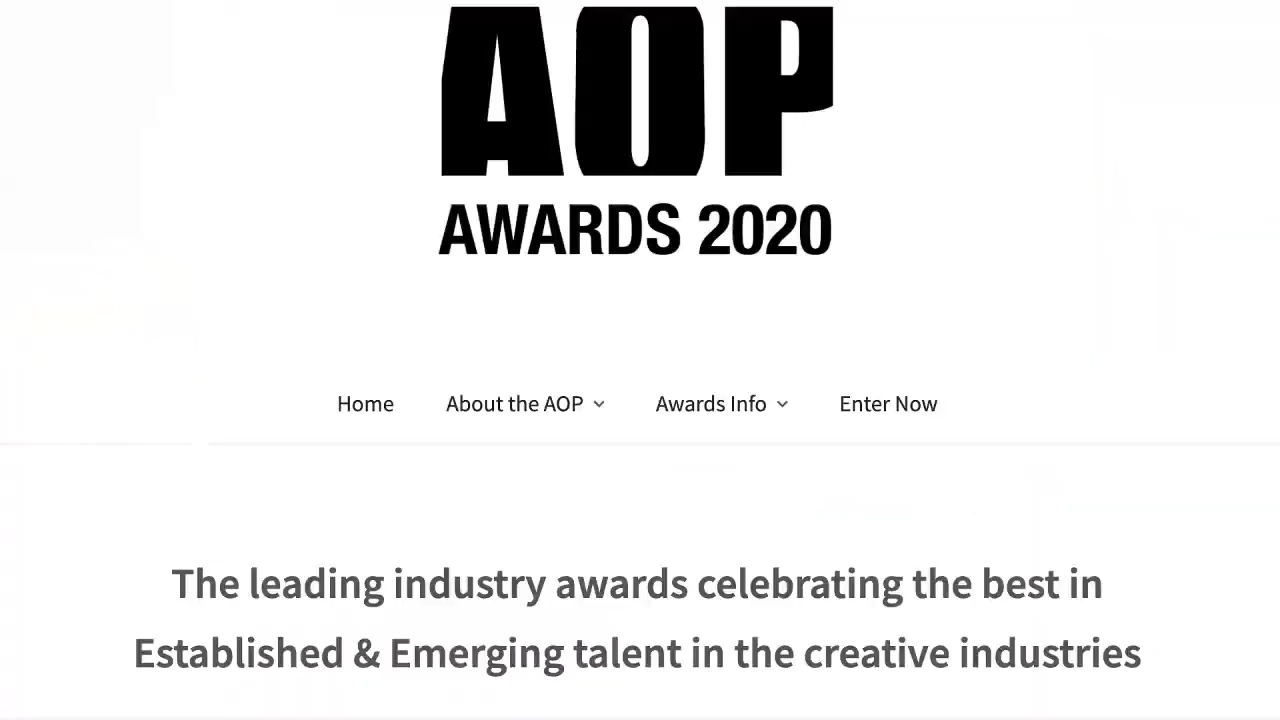 AOP
AWARDS 2020
Home About the AOP Awards Info Enter Now
The leading industry awards celebrating the best in
Established & Emerging talent in the creative industries